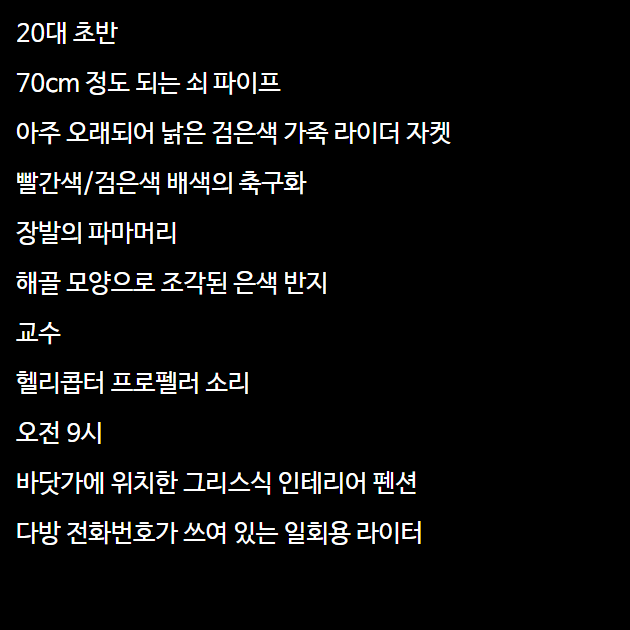 20대 초반
70cm 정도 되는 쇠 파이프
아주 오래되어 낡은 검은색 가죽 라이더 자켓
빨간색/검은색 배색의 축구화
장발의 파마머리
해골 모양으로 조각된 은색 반지
교수
헬리콥터 프로펠러 소리
오전 9시
바닷가에 위치한 그리스식 인테리어 펜션
다방 전화번호가 쓰여 있는 일회용 라이터